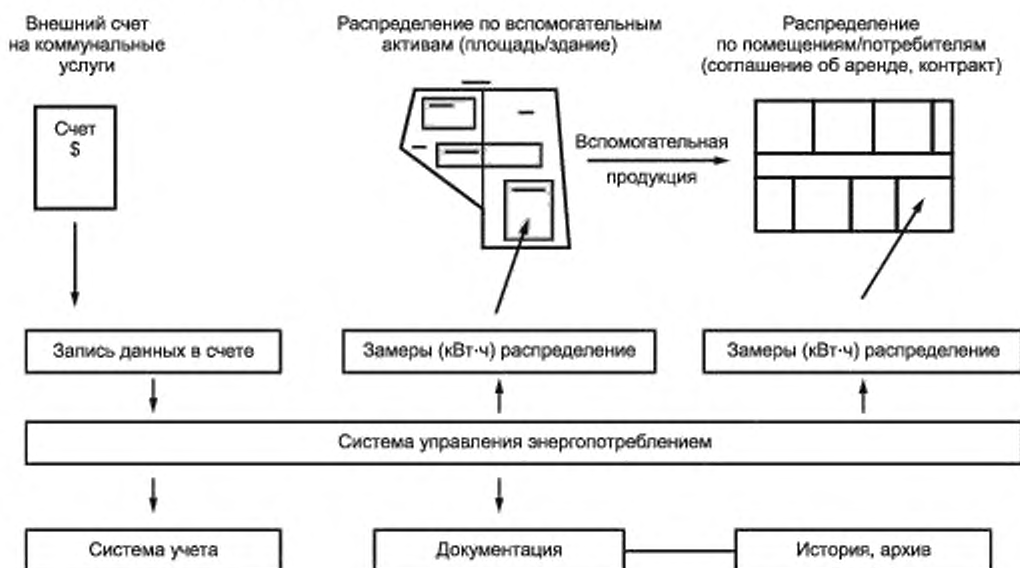 Внешний счет
на коммунальные
услуги
Распределение по вспомогательным
активам (площадь/здание)
Распределение
по помещениям/потребителям
(соглашение об аренде, контракт)
Счет
$
Вспомогательная
продукция
Запись данных в счете
Замеры (кВт·ч) распределение
Замеры (кВт·ч) распределение
Система управления энергопотреблением
Система учета
Документация
История, архив